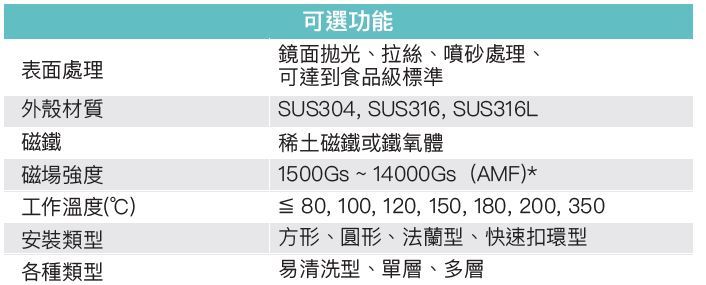 可選功能
表面處理 鏡面拋光、拉絲、噴砂處理、
可達到食品級標準
外殼材質 SUS304, SUS316, SUS316L
磁鐵 稀土磁鐵或鐵氧體
磁場強度 1500Gs ~ 14000Gs (AMF)*
工作溫度(℃) ≦ 80, 100, 120, 150, 180, 200, 350
安裝類型 方形、圓形、法蘭型、快速扣環型
各種類型 易清洗型、單層、多層